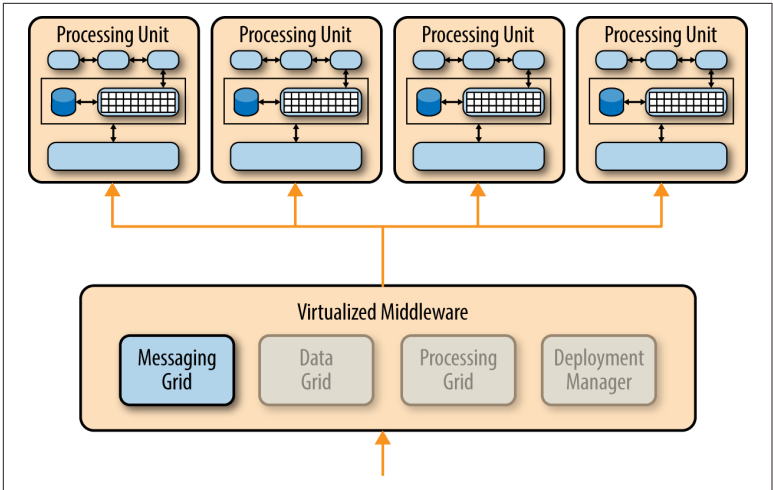 Processing Unit
Processing Unit
Processing Unit
Processing Unit
Virtualized Middleware
Messaging
Grid
Data
Grid
Processing
Grid
Deployment
Manager